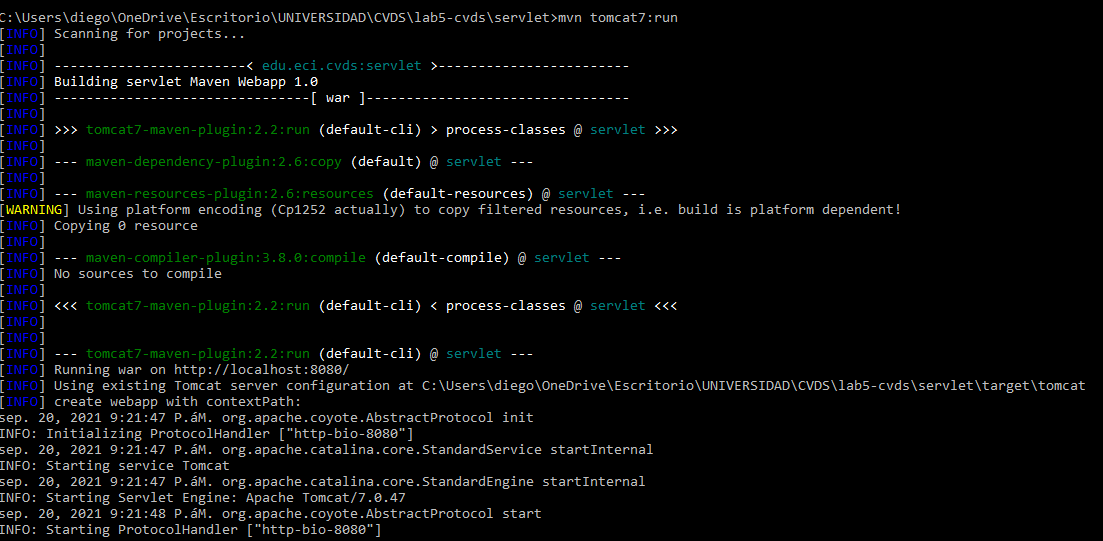 C:\Users\diego\OneDrive\Escritorio\UNIVERSIDAD\CVDS\lab5-cvds\servlet>mvn tomcat7:run
[INFO] Scanning for projects...
[INFO]
[INFO] ------------------------< edu.eci.cvds:servlet >------------------------
[INFO] Building servlet Maven Webapp 1.0
[INFO] --------------------------------[ war ]---------------------------------
[INFO]
[INFO] >>> tomcat7-maven-plugin:2.2:run (default-cli) > process-classes @ servlet >>>
[INFO]
[INFO] --- maven-dependency-plugin:2.6:copy (default) @ servlet ---
[INFO]
[INFO] --- maven-resources-plugin:2.6:resources (default-resources) @ servlet ---
[WARNING] Using platform encoding (Cp1252 actually) to copy filtered resources, i.e. build is platform dependent!
[INFO] Copying 0 resource
[INFO]
[INFO] --- maven-compiler-plugin:3.8.0:compile (default-compile) @ servlet ---
[INFO] No sources to compile
[INFO]
[INFO] <<< tomcat7-maven-plugin:2.2:run (default-cli) < process-classes @ servlet <<<
[INFO]
[INFO]
[INFO] --- tomcat7-maven-plugin:2.2:run (default-cli) @ servlet ---
[INFO] Running war on http://localhost:8080/
[INFO] Using existing Tomcat server configuration at C:\Users\diego\OneDrive\Escritorio\UNIVERSIDAD\CVDS\lab5-cvds\servlet\target\tomcat
[INFO] create webapp with contextPath:
sep. 20, 2021 9:21:47 P.áM. org.apache.coyote.AbstractProtocol init
INFO: Initializing ProtocolHandler ["http-bio-8080"]
sep. 20, 2021 9:21:47 P.áM. org.apache.catalina.core.StandardService startInternal
INFO: Starting service Tomcat
sep. 20, 2021 9:21:47 P.áM. org.apache.catalina.core.StandardEngine startInternal
INFO: Starting Servlet Engine: Apache Tomcat/7.0.47
sep. 20, 2021 9:21:48 P.áM. org.apache.coyote.AbstractProtocol start
INFO: Starting ProtocolHandler ["http-bio-8080"]